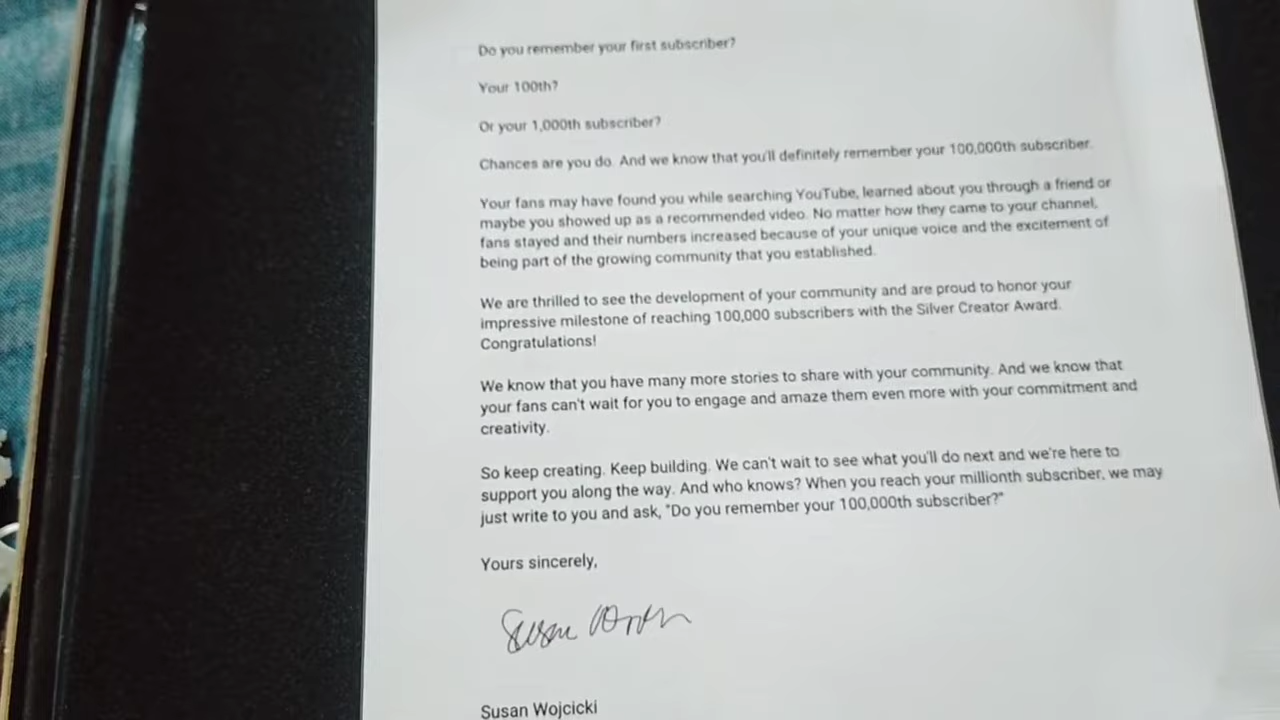 Do you remember your first subscriber?
Your 100th?
Or your 1,000th subscriber?
Chances are you do. And we know that you'll definitely remember your 100,000th subscriber.
Your fans may have found you while searching YouTube, learned about you through a friend or
maybe you showed up as a recommended video. No matter how they came to your channel,
fans stayed and their numbers increased because of your unique voice and the excitement of
being part of the growing community that you established.
We are thrilled to see the development of your community and are proud to honor your
impressive milestone of reaching 100,000 subscribers with the Silver Creator Award.
Congratulations!
We know that you have many more stories to share with your community. And we know that
your fans can't wait for you to engage and amaze them even more with your commitment and
creativity.
So keep creating. Keep building. We can't wait to see what you'll do next and we're here to
support you along the way. And who knows? When you reach your millionth subscriber, we may
just write to you and ask, "Do you remember your 100,000th subscriber?"
Yours sincerely,
Susan
Susan Wojcicki